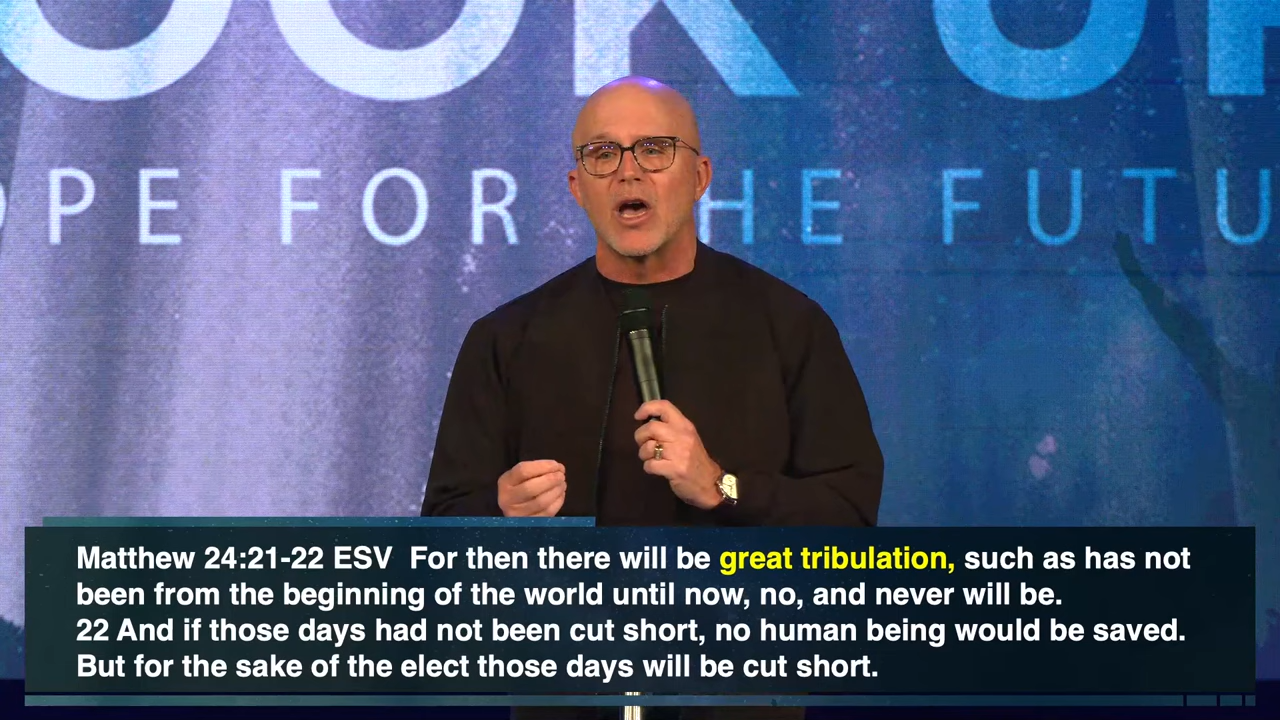 OOK UP
OPE FOR THE FUTU
Matthew 24:21-22 ESV  For then there will be great tribulation, such as has not
been from the beginning of the world until now, no, and never will be.
22 And if those days had not been cut short, no human being would be saved.
But for the sake of the elect those days will be cut short.